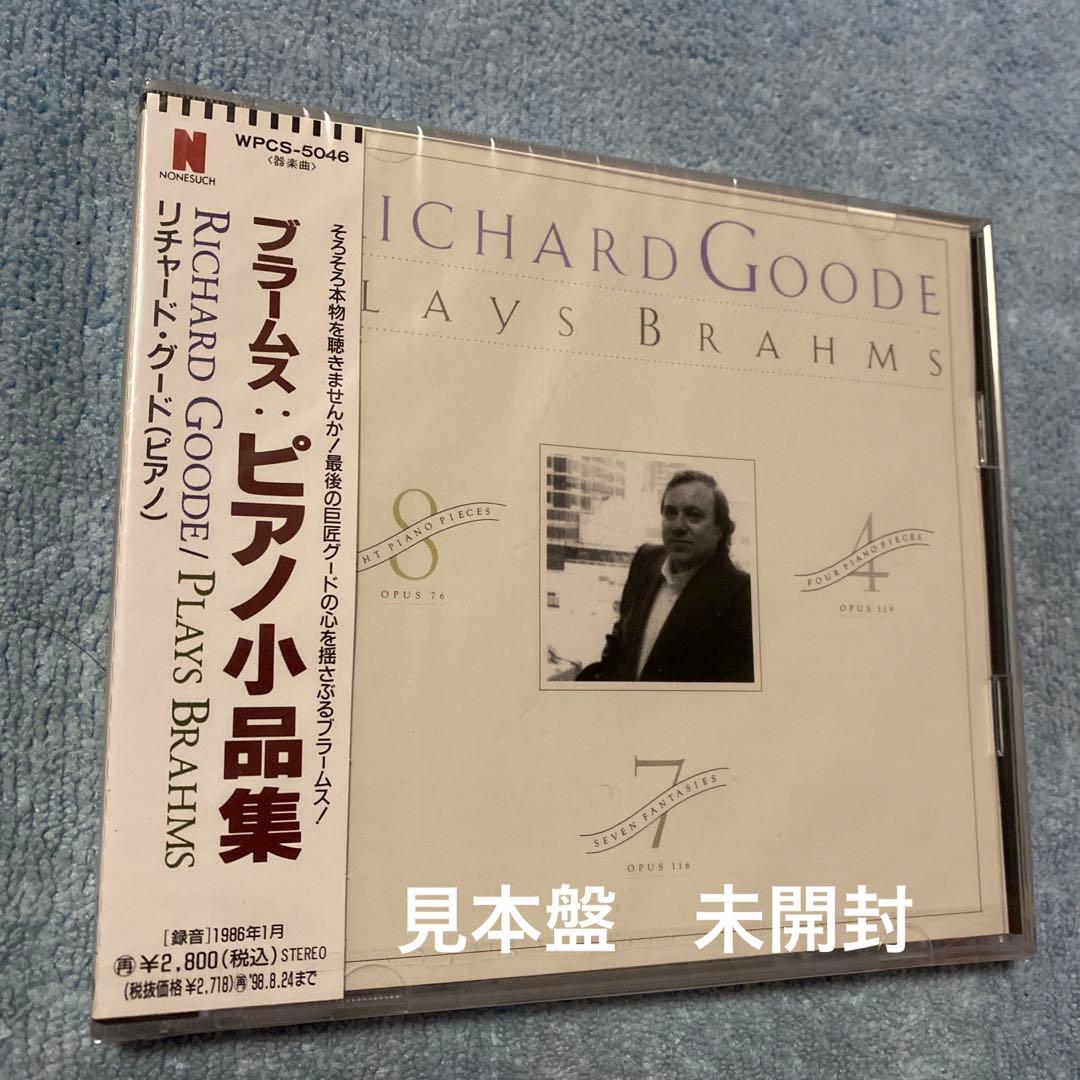 N
NONESUCH
WPCS-5046
〈器楽曲〉
そろそろ本物を聴きませんか!最後の巨匠グードの心を揺さぶるブラームス!
ブラームス:ピアノ小品集
RICHARD GOODE/PLAYS BRAHMS
リチャード・グード(ピアノ)
[録音]1986年1月
再¥2,800(税込)STEREO
(税抜価格¥2,718)再'98.8.24まで
ICHARD GOODE
LAYS BRAHMS
8
HT PIANO PIECES
OPUS 76
4
FOUR PIANO PIECES
OPUS 119
7
SEVEN FANTASIES
OPUS 116
見本盤 未開封